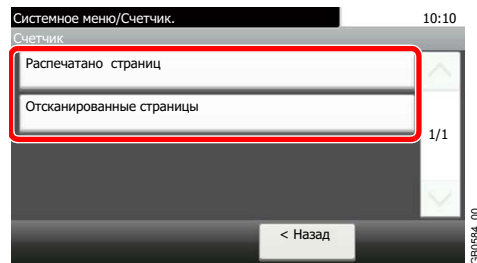 Системное меню/Счетчик.
10:10
Счетчик
Распечатано страниц
Отсканированные страницы
1/1
< Назад
GB0584_00